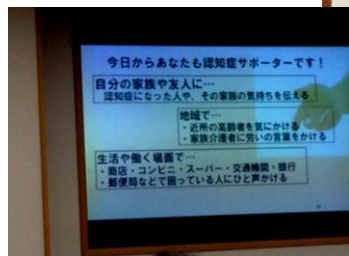 今日からあなたも認知症サポーターです！
自分の家族や友人に…
認知症になった人や、その家族の気持ちを伝える
地域で…
・近所の高齢者を気にかける
・家族介護者に労いの言葉をかける
生活や働く場面で…
・商店・コンビニ・スーパー・交通機関・銀行
・郵便局などで困っている人にひと声かける